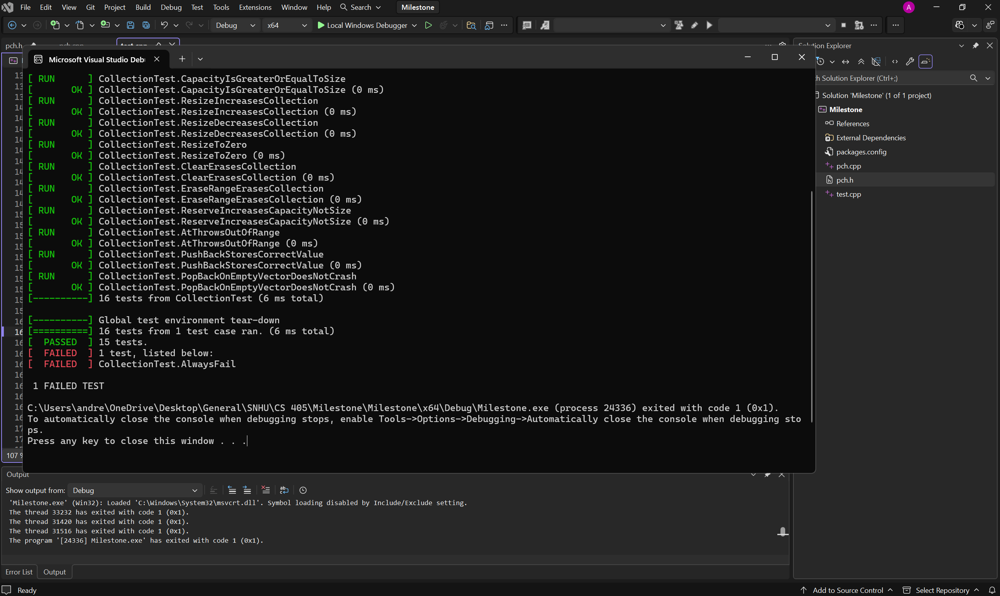 File Edit View Git Project Build Debug Test Tools Extensions Window Help Search Milestone A
Debug x64 Local Windows Debugger
pch.h
Solution Explorer
Microsoft Visual Studio Deb
Solution Explorer (Ctrl+;)
[ RUN      ] CollectionTest.CapacityIsGreaterOrEqualToSize
[       OK ] CollectionTest.CapacityIsGreaterOrEqualToSize (0 ms)
[ RUN      ] CollectionTest.ResizeIncreasesCollection
[       OK ] CollectionTest.ResizeIncreasesCollection (0 ms)
[ RUN      ] CollectionTest.ResizeDecreasesCollection
[       OK ] CollectionTest.ResizeDecreasesCollection (0 ms)
[ RUN      ] CollectionTest.ResizeToZero
[       OK ] CollectionTest.ResizeToZero (0 ms)
[ RUN      ] CollectionTest.ClearErasesCollection
[       OK ] CollectionTest.ClearErasesCollection (0 ms)
[ RUN      ] CollectionTest.EraseRangeErasesCollection
[       OK ] CollectionTest.EraseRangeErasesCollection (0 ms)
[ RUN      ] CollectionTest.ReserveIncreasesCapacityNotSize
[       OK ] CollectionTest.ReserveIncreasesCapacityNotSize (0 ms)
[ RUN      ] CollectionTest.AtThrowsOutOfRange
[       OK ] CollectionTest.AtThrowsOutOfRange (0 ms)
[ RUN      ] CollectionTest.PushBackStoresCorrectValue
[       OK ] CollectionTest.PushBackStoresCorrectValue (0 ms)
[ RUN      ] CollectionTest.PopBackOnEmptyVectorDoesNotCrash
[       OK ] CollectionTest.PopBackOnEmptyVectorDoesNotCrash (0 ms)
[----------] 16 tests from CollectionTest (6 ms total)
[----------] Global test environment tear-down
[==========] 16 tests from 1 test case ran. (6 ms total)
[  PASSED  ] 15 tests.
[  FAILED  ] 1 test, listed below:
[  FAILED  ] CollectionTest.AlwaysFail
1 FAILED TEST
C:\Users\andre\OneDrive\Desktop\General\SNHU\CS 405\Milestone\Milestone\x64\Debug\Milestone.exe (process 24336) exited with code 1 (0x1).
To automatically close the console when debugging stops, enable Tools->Options->Debugging->Automatically close the console when debugging sto
ps.
Press any key to close this window . . .
Solution 'Milestone' (1 of 1 project)
Milestone
References
External Dependencies
packages.config
pch.cpp
pch.h
test.cpp
107 %
Output
Show output from: Debug
'Milestone.exe' (Win32): Loaded 'C:\Windows\System32\msvcrt.dll'. Symbol loading disabled by Include/Exclude setting.
The thread 33232 has exited with code 1 (0x1).
The thread 31420 has exited with code 1 (0x1).
The thread 31516 has exited with code 1 (0x1).
The program '[24336] Milestone.exe' has exited with code 1 (0x1).
Error List Output
Ready Add to Source Control Select Repository